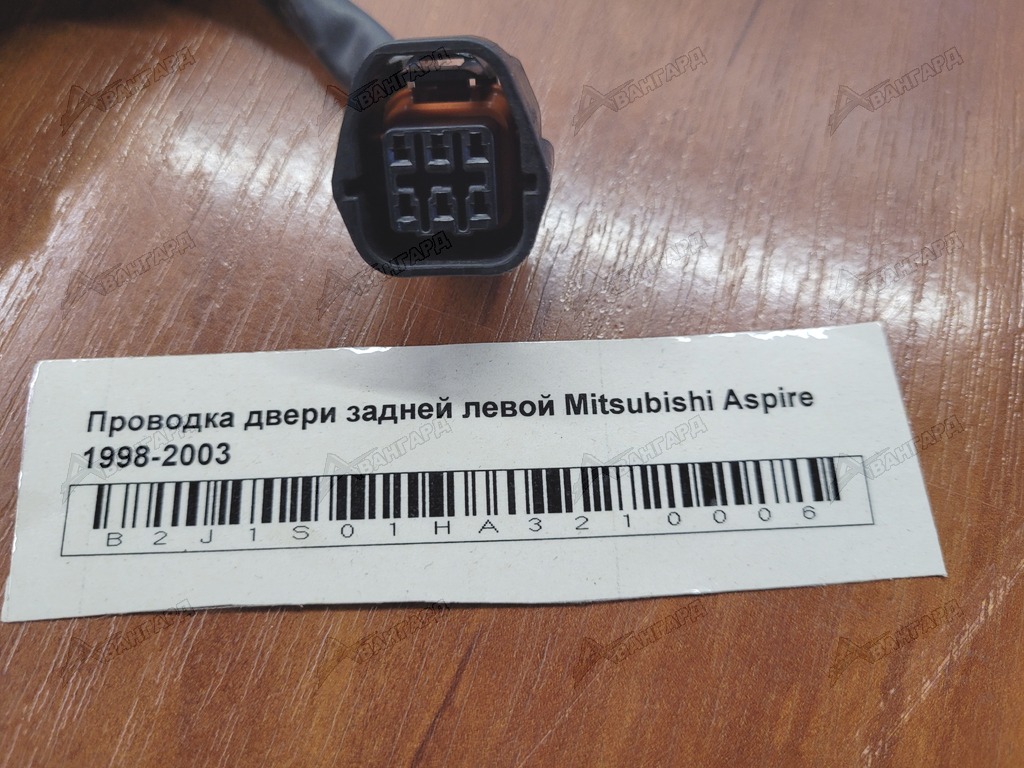 Проводка двери задней левой Mitsubishi Aspire
1998-2003
B2J1S01HA3210006
АВАНГАРД